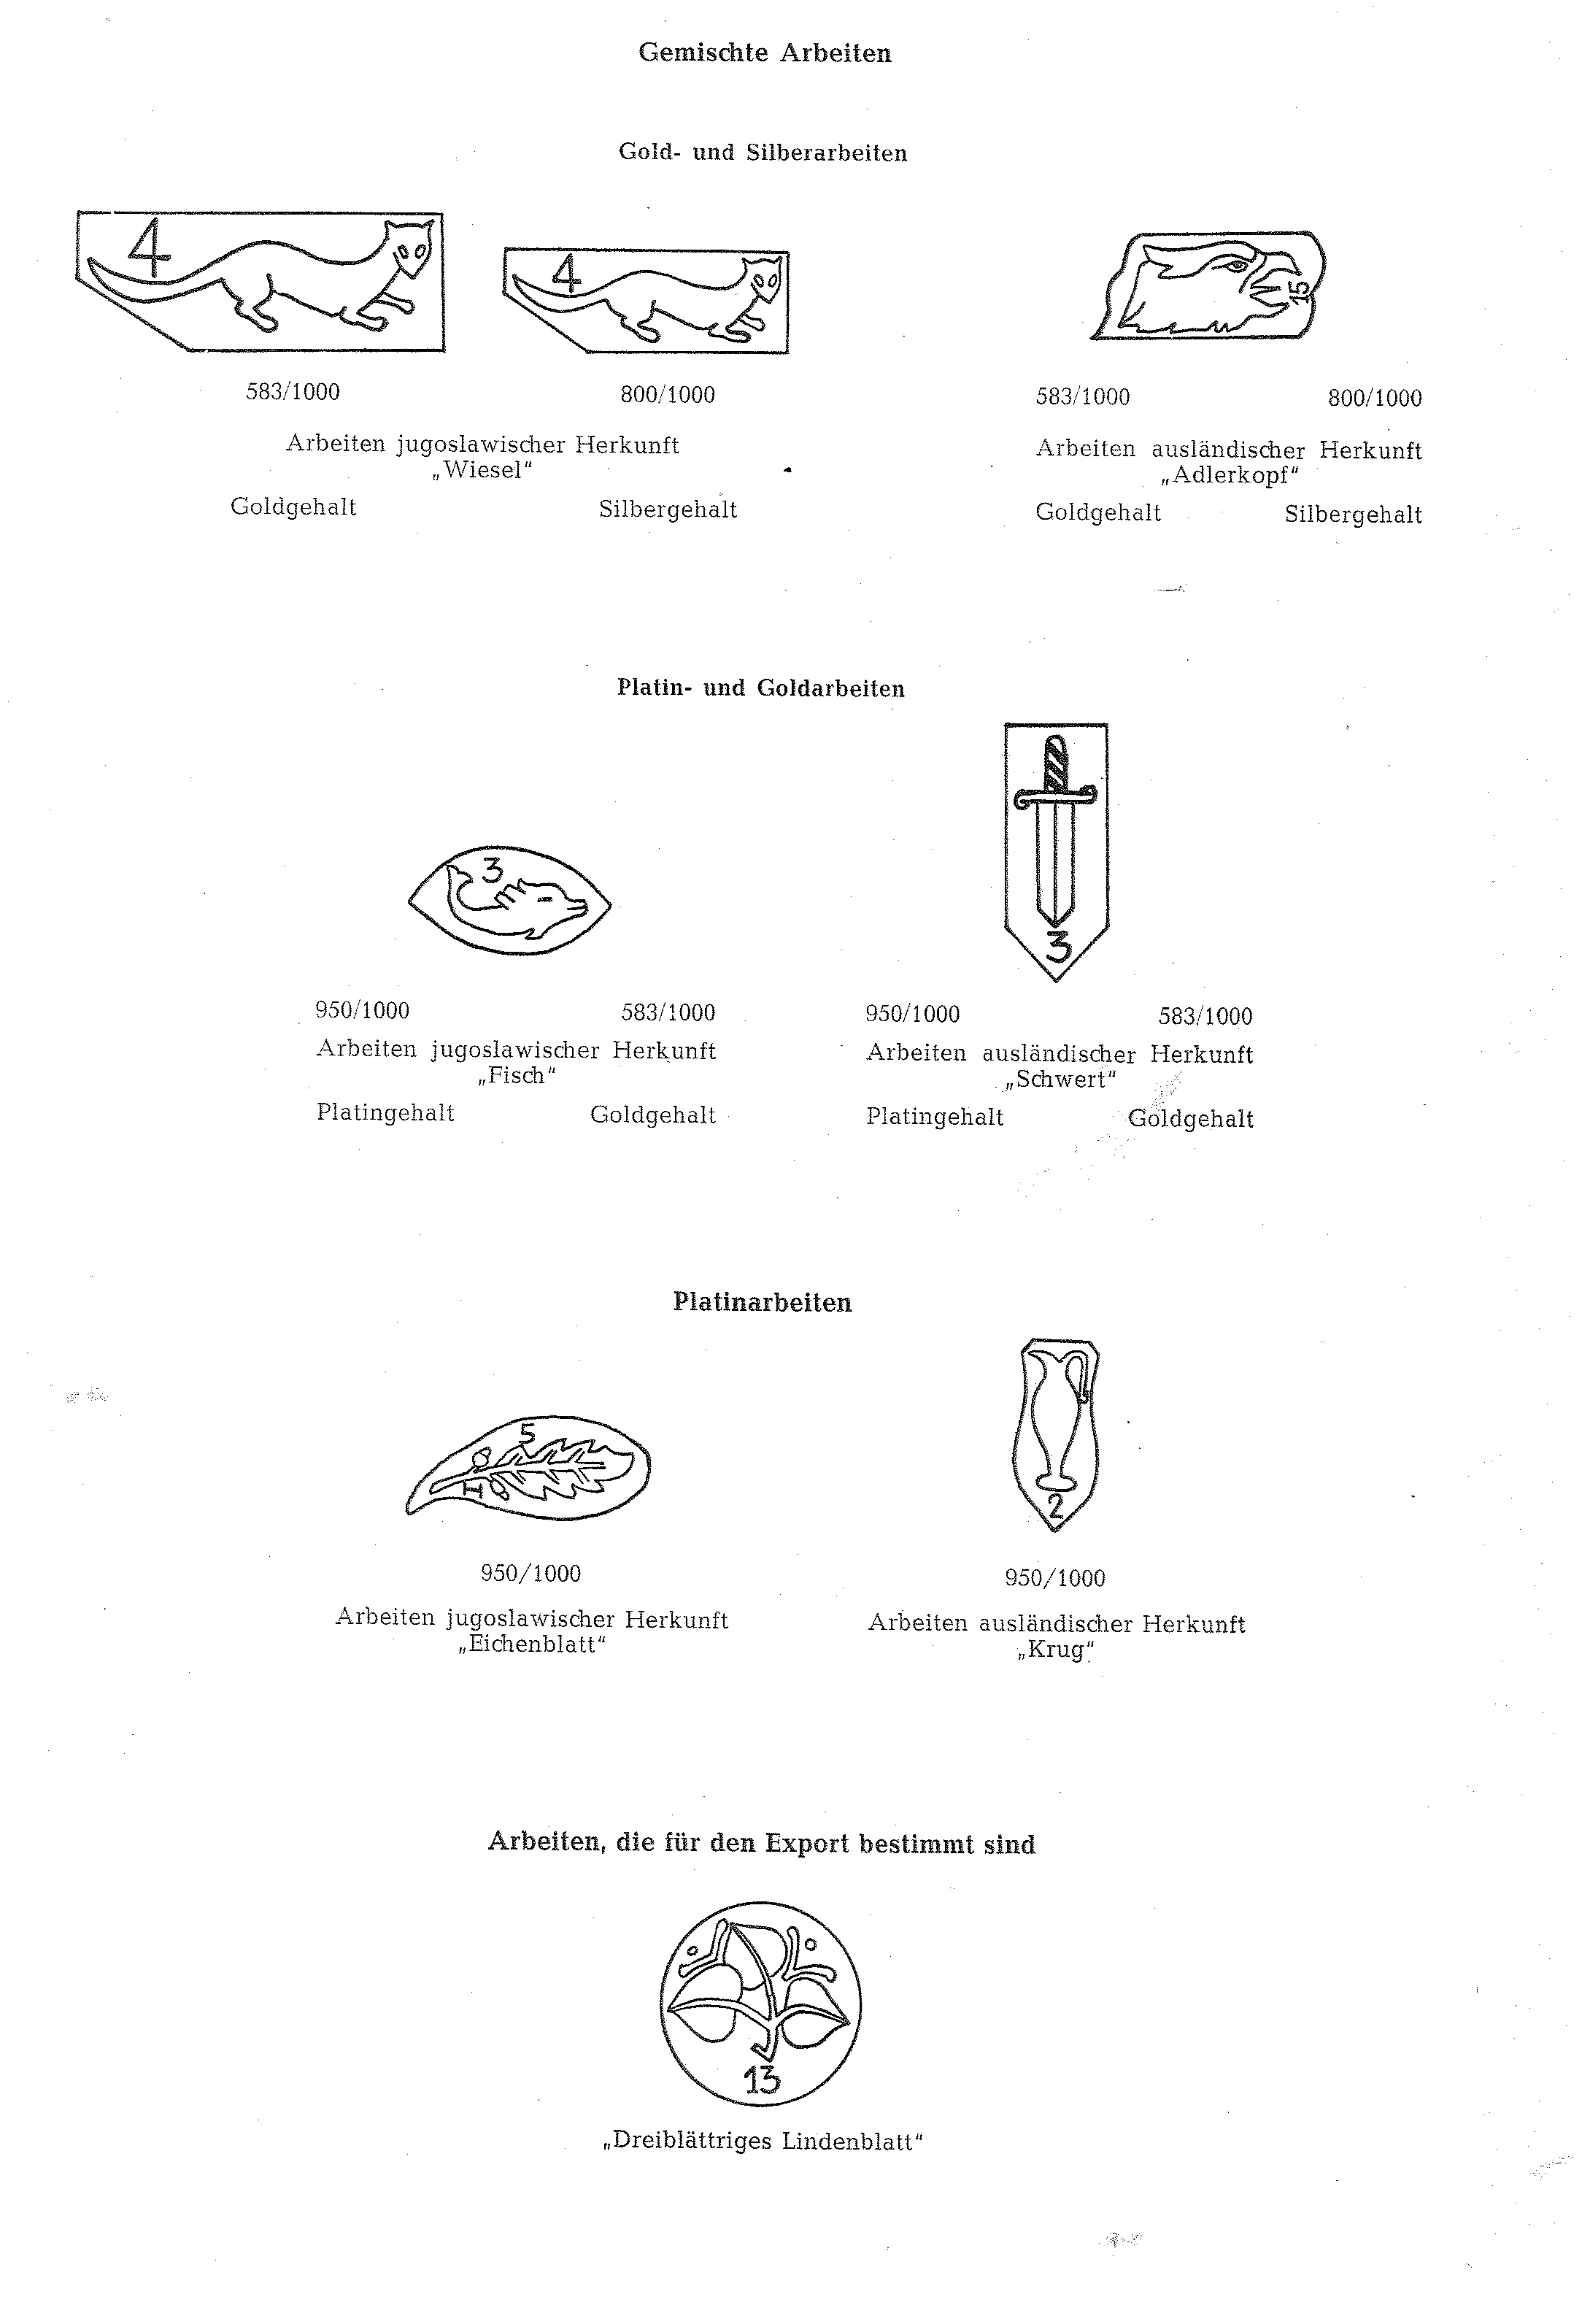 Gemischte Arbeiten
Gold- und Silberarbeiten
4
4
15
583/1000 800/1000
Arbeiten jugoslawischer Herkunft
„Wiesel“
Goldgehalt Silbergehalt
583/1000 800/1000
Arbeiten ausländischer Herkunft
„Adlerkopf“
Goldgehalt Silbergehalt
Platin- und Goldarbeiten
3
3
950/1000 583/1000
Arbeiten jugoslawischer Herkunft
„Fisch“
Platingehalt Goldgehalt
950/1000 583/1000
Arbeiten ausländischer Herkunft
„Schwert“
Platingehalt Goldgehalt
Platinarbeiten
5
H
2
950/1000
Arbeiten jugoslawischer Herkunft
„Eichenblatt“
950/1000
Arbeiten ausländischer Herkunft
„Krug“
Arbeiten, die für den Export bestimmt sind
13
„Dreiblättriges Lindenblatt“